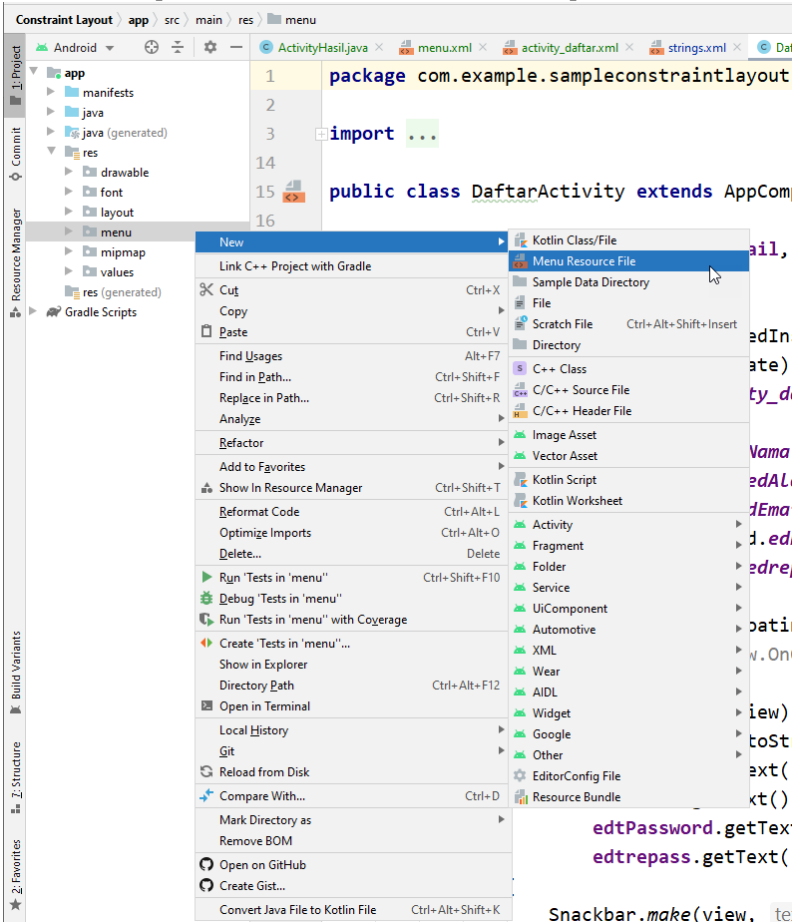 Constraint Layout app src main res menu
Android
ActivityHasil.java menu.xml activity_daftar.xml strings.xml
1: Project
Commit
Resource Manager
Build Variants
7: Structure
2: Favorites
app
manifests
java
java (generated)
res
drawable
font
layout
menu
mipmap
values
res (generated)
Gradle Scripts
1 package com.example.sampleconstraintlayout
2
3 import ...
14
15 public class DaftarActivity extends AppComp
16
New
Link C++ Project with Gradle
Cut Ctrl+X
Copy
Paste Ctrl+V
Find Usages Alt+F7
Find in Path... Ctrl+Shift+F
Replace in Path... Ctrl+Shift+R
Analyze
Refactor
Add to Favorites
Show In Resource Manager Ctrl+Shift+T
Reformat Code Ctrl+Alt+L
Optimize Imports Ctrl+Alt+O
Delete... Delete
Run 'Tests in 'menu'' Ctrl+Shift+F10
Debug 'Tests in 'menu''
Run 'Tests in 'menu'' with Coverage
Create 'Tests in 'menu''...
Show in Explorer
Directory Path Ctrl+Alt+F12
Open in Terminal
Local History
Git
Reload from Disk
Compare With... Ctrl+D
Mark Directory as
Remove BOM
Open on GitHub
Create Gist...
Convert Java File to Kotlin File Ctrl+Alt+Shift+K
Kotlin Class/File
Menu Resource File
Sample Data Directory
File
Scratch File Ctrl+Alt+Shift+Insert
Directory
C++ Class
C/C++ Source File
C/C++ Header File
Image Asset
Vector Asset
Kotlin Script
Kotlin Worksheet
Activity
Fragment
Folder
Service
UiComponent
Automotive
XML
Wear
AIDL
Widget
Google
Other
EditorConfig File
Resource Bundle
ail,
edIn
ate)
Nama
iew)
toSt
ext(
xt()
edtPassword.getTex
edtrepass.getText(
Snackbar.make(view,